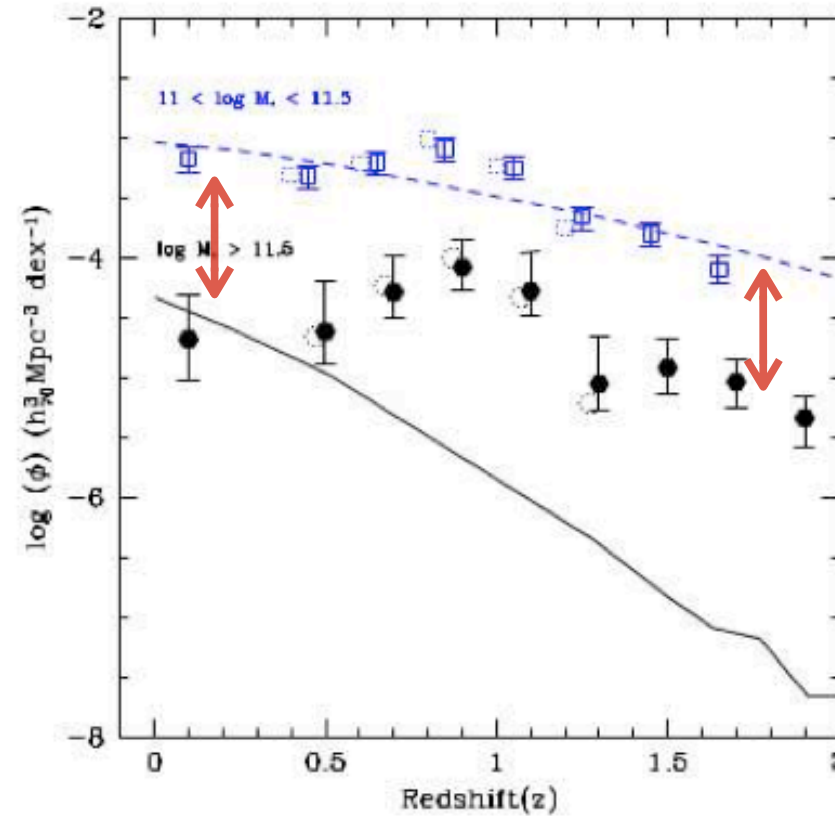 -2
-4
-6
-8
log (ϕ) (h³₇₀Mpc⁻³ dex⁻¹)
11 < log M* < 11.5
log M* > 11.5
0
0.5
1
1.5
Redshift(z)